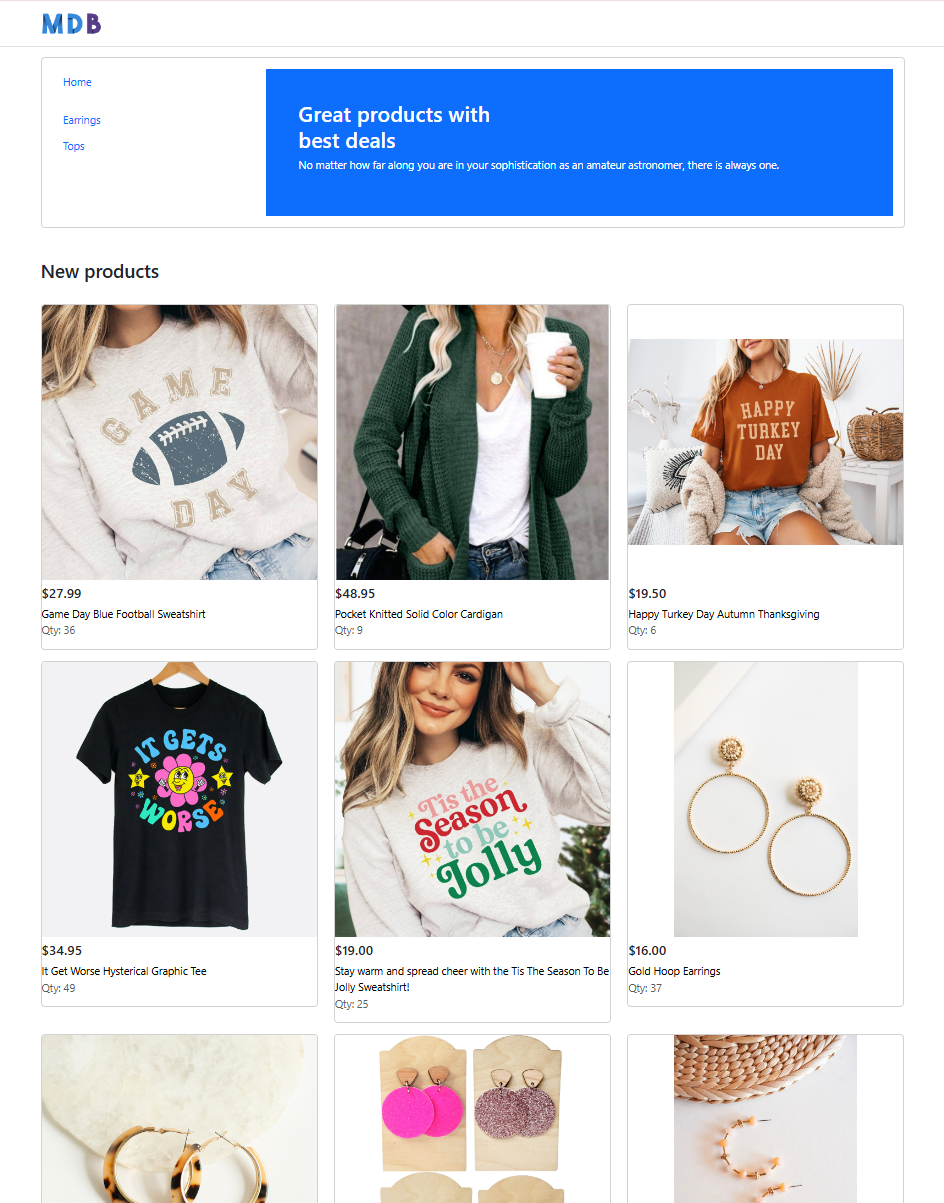 MDB
Home
Earrings
Tops
Great products with
best deals
No matter how far along you are in your sophistication as an amateur astronomer, there is always one.
New products
GAME
DAY
$27.99
Game Day Blue Football Sweatshirt
Qty: 36
$48.95
Pocket Knitted Solid Color Cardigan
Qty: 9
HAPPY
TURKEY
DAY
$19.50
Happy Turkey Day Autumn Thanksgiving
Qty: 6
IT GETS
WORSE
$34.95
It Get Worse Hysterical Graphic Tee
Qty: 49
'Tis the
Season
to be
Jolly
$19.00
Stay warm and spread cheer with the Tis The Season To Be
Jolly Sweatshirt!
Qty: 25
$16.00
Gold Hoop Earrings
Qty: 37